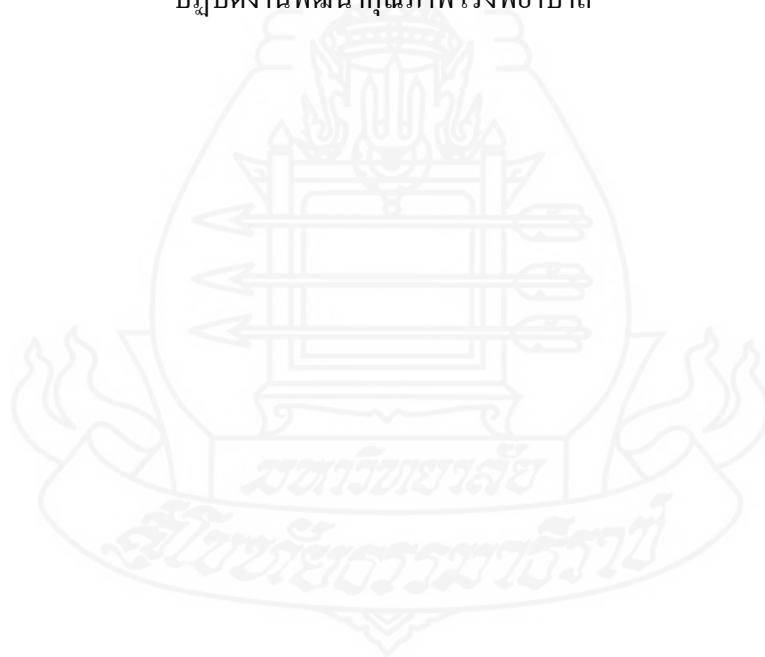 ปฏิบัติงานพัฒนาคุณภาพโรงพยาบาล
มหาวิทยาลัย
สุโขทัยธรรมาธิราช